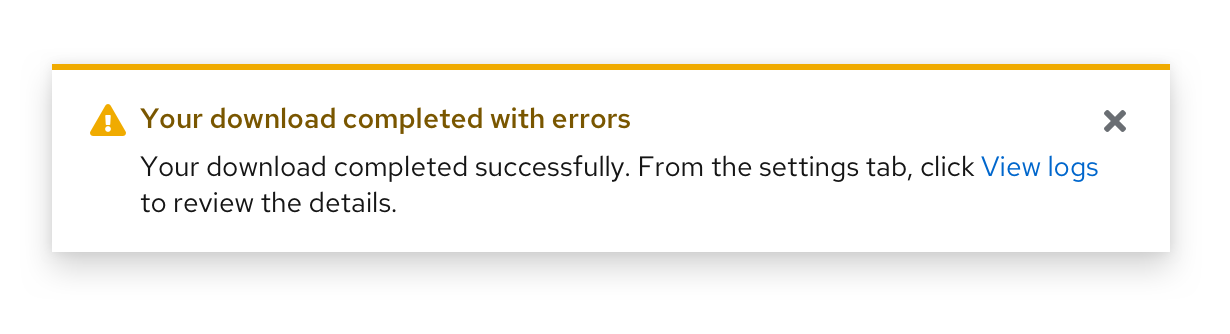 Your download completed with errors
Your download completed successfully. From the settings tab, click View logs
to review the details.